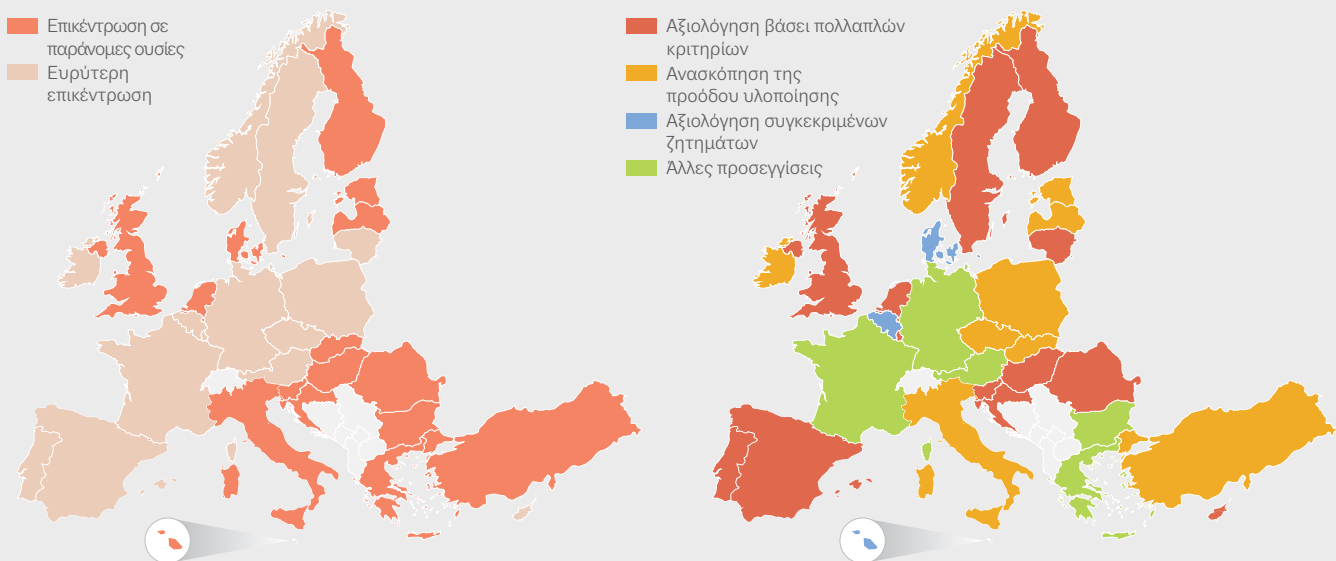 Επικέντρωση σε
παράνομες ουσίες
Ευρύτερη
επικέντρωση
Αξιολόγηση βάσει πολλαπλών
κριτηρίων
Ανασκόπηση της
προόδου υλοποίησης
Αξιολόγηση συγκεκριμένων
ζητημάτων
Άλλες προσεγγίσεις